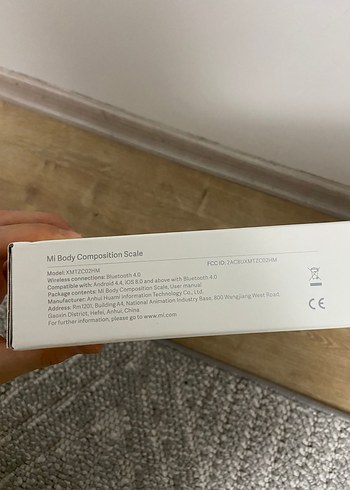 Mi Body Composition Scale
Model: XMTZC02HM FCC ID: 2ACSUXMTZC02HM
Wireless connections: Bluetooth 4.0
Compatible with: Android 4.4, iOS 8.0 and above with Bluetooth 4.0
Package contents: Mi Body Composition Scale, User manual
Manufacturer: Anhui Huami Information Technology Co., Ltd.
Address: Rm1201, Building A4, National Animation Industry Base, 800 Wangjiang West Road,
Gaoxin District, Hefei, Anhui, China
For further information, please go to www.mi.com
CE